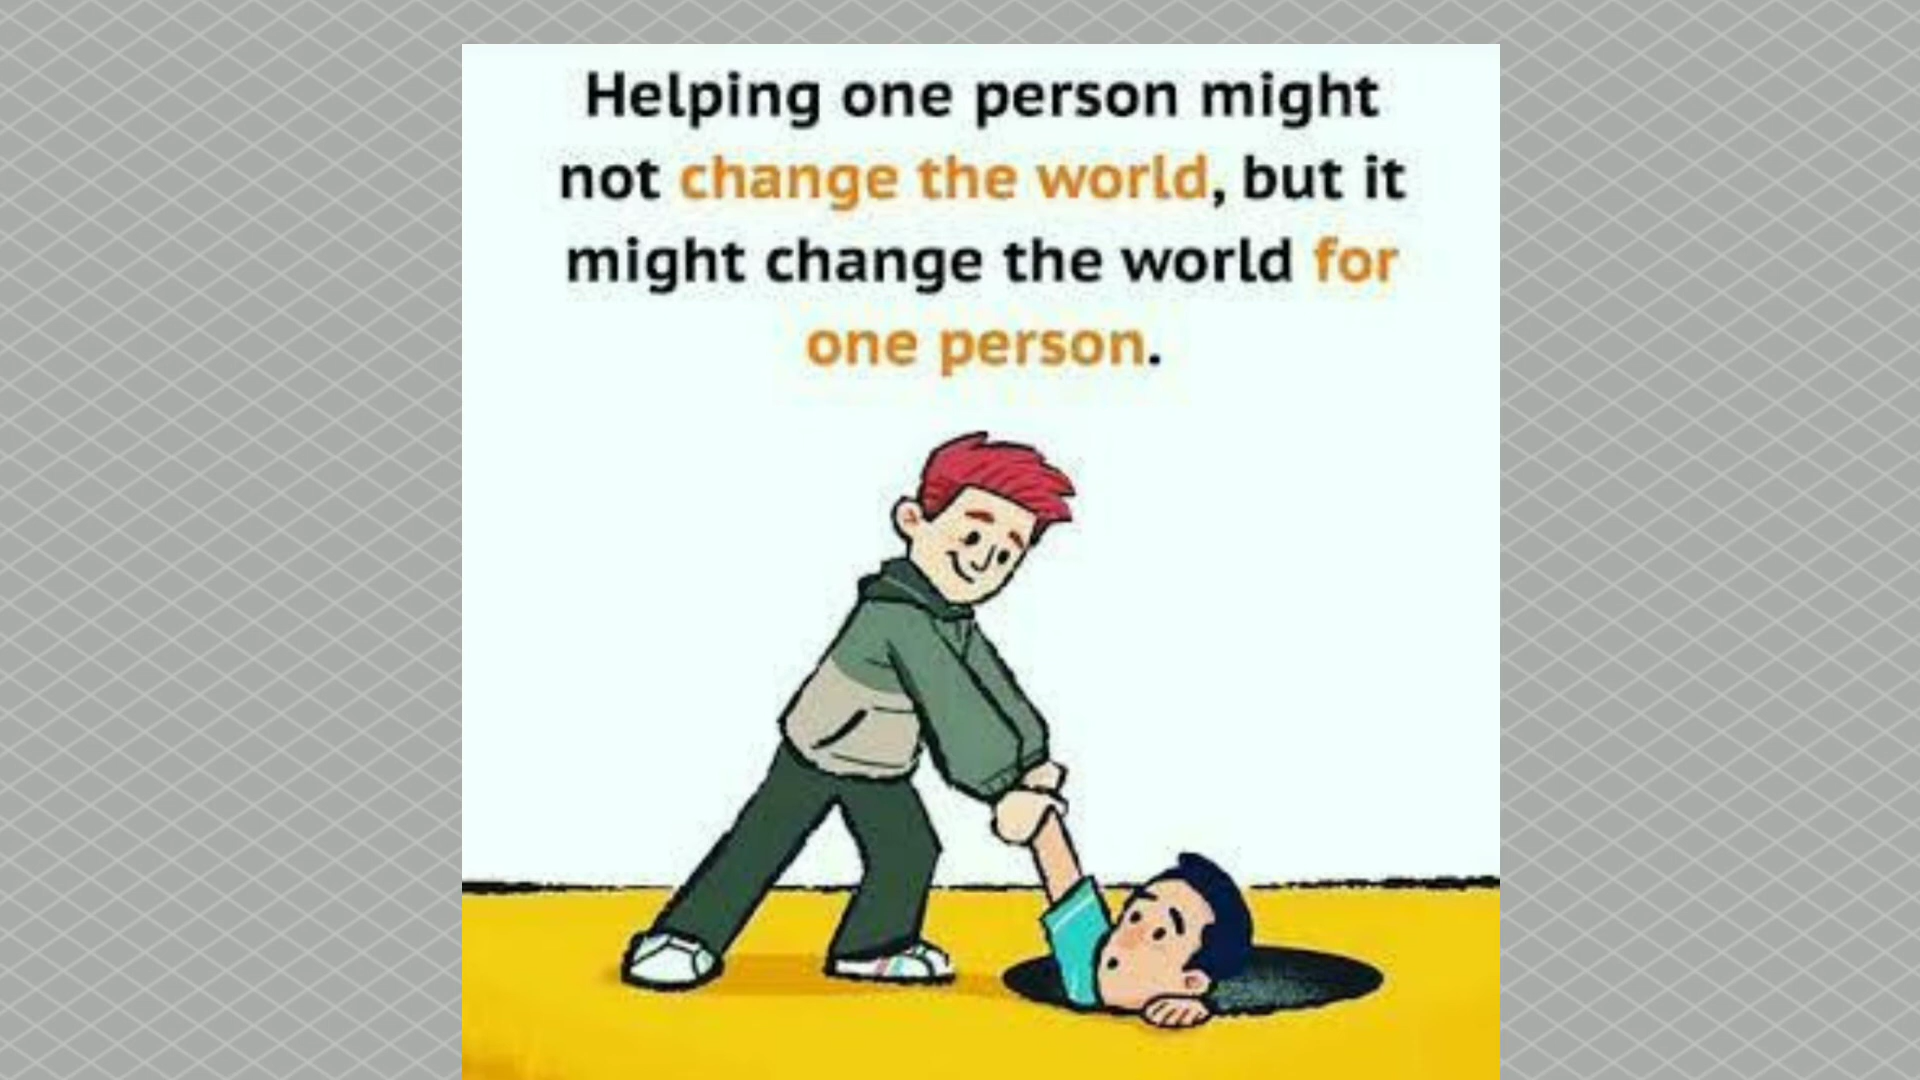 Helping one person might
not change the world, but it
might change the world for
one person.